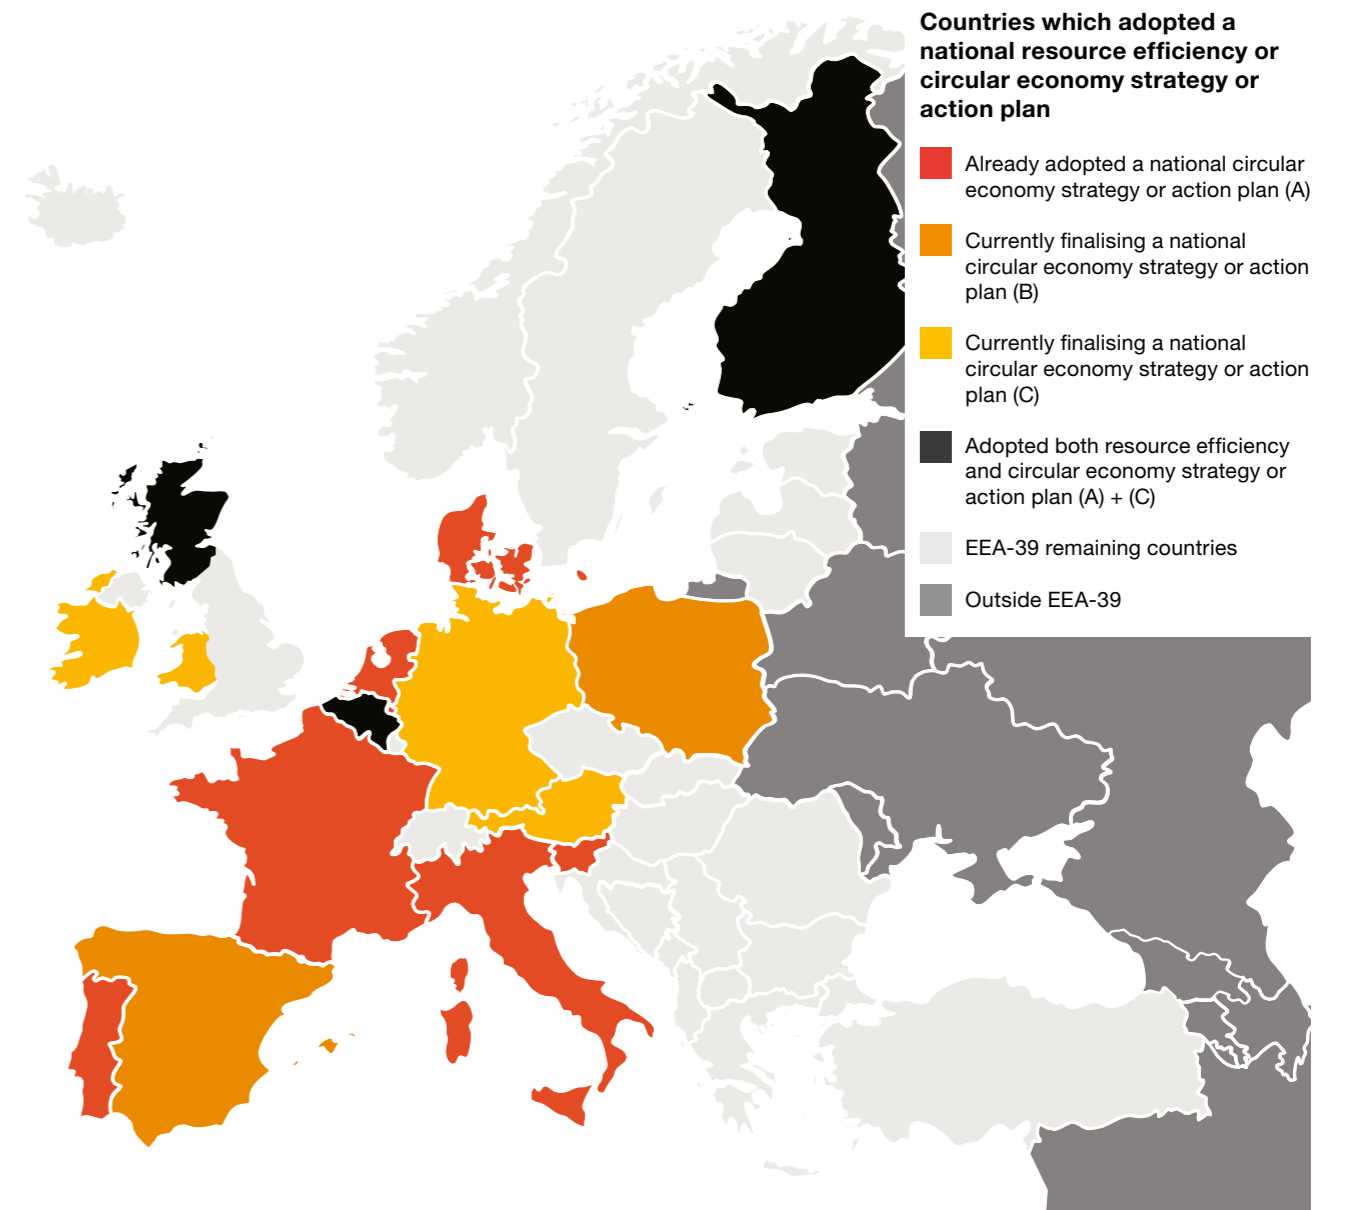 Countries which adopted a
national resource efficiency or
circular economy strategy or
action plan
Already adopted a national circular
economy strategy or action plan (A)
Currently finalising a national
circular economy strategy or action
plan (B)
Currently finalising a national
circular economy strategy or action
plan (C)
Adopted both resource efficiency
and circular economy strategy or
action plan (A) + (C)
EEA-39 remaining countries
Outside EEA-39